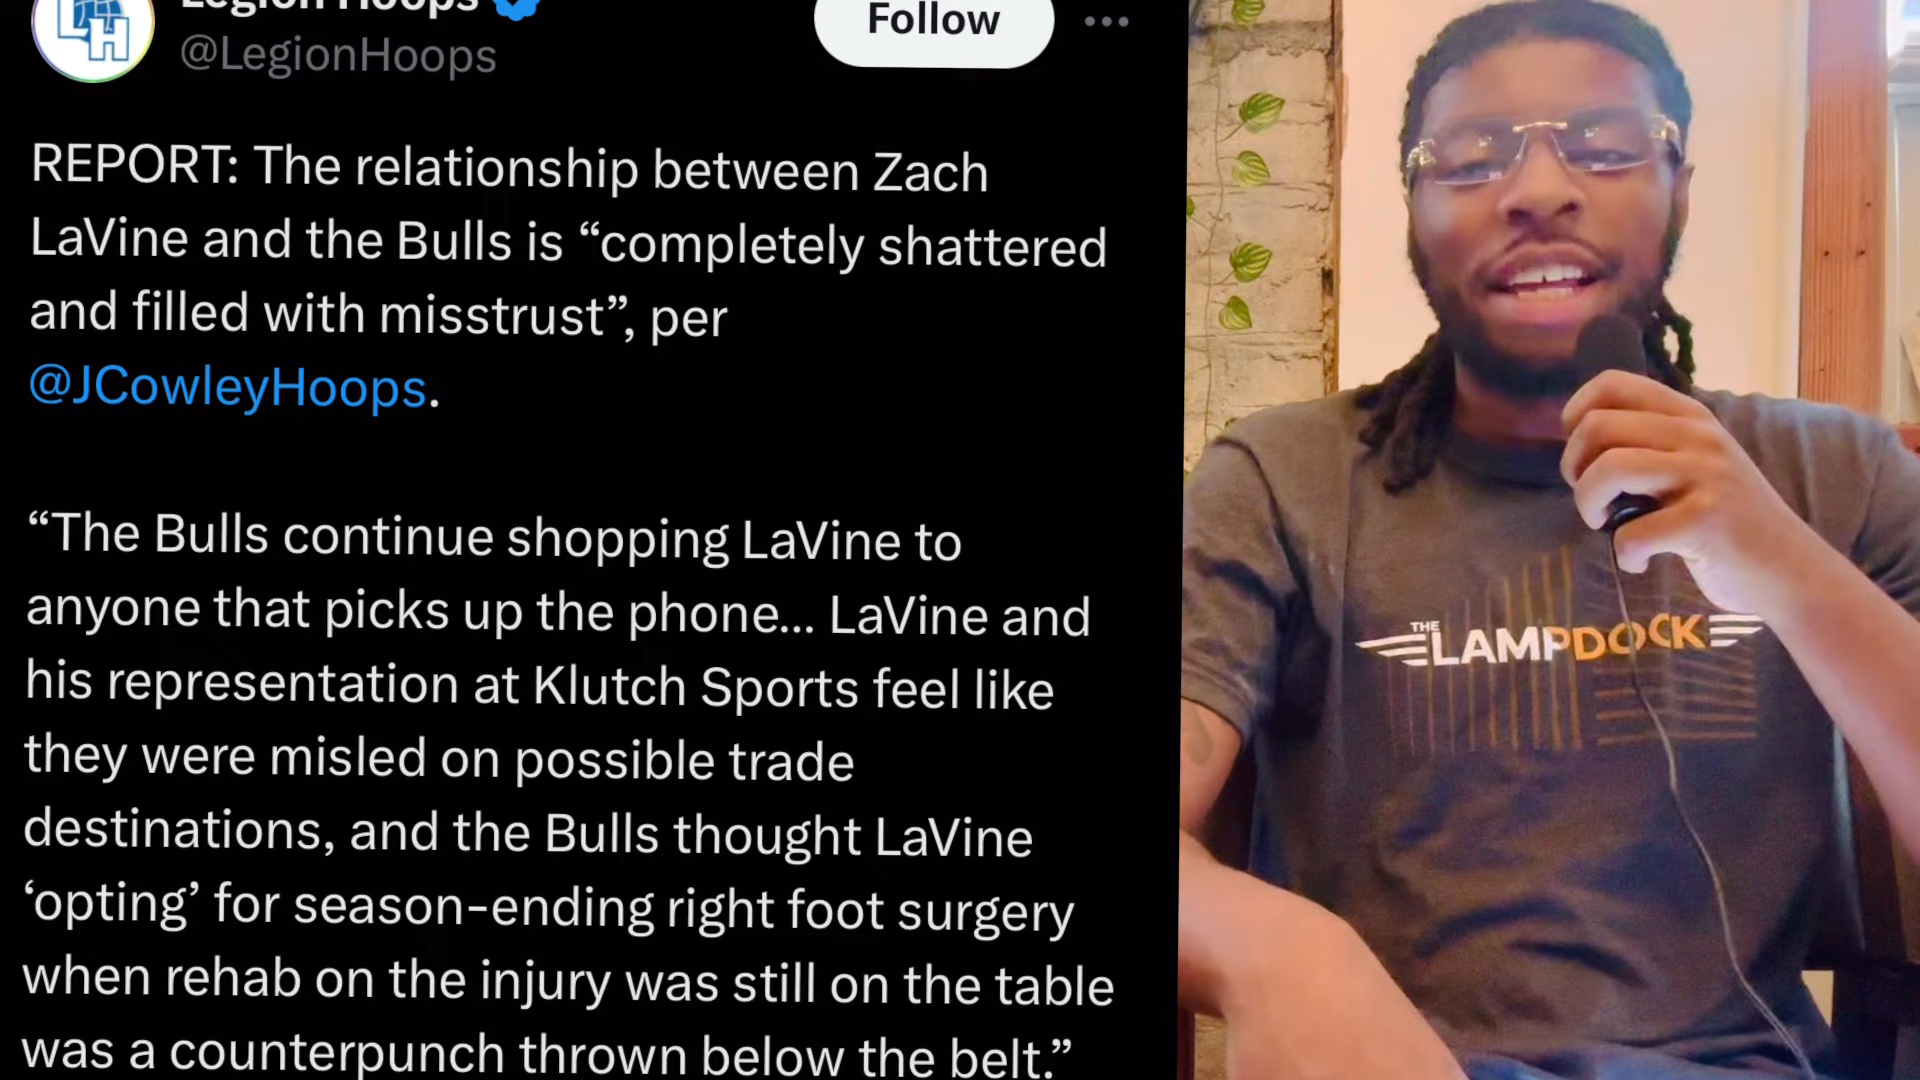 Legion Hoops
@LegionHoops
Follow
LH
REPORT: The relationship between Zach
LaVine and the Bulls is “completely shattered
and filled with misstrust”, per
@JCowleyHoops.
“The Bulls continue shopping LaVine to
anyone that picks up the phone... LaVine and
his representation at Klutch Sports feel like
they were misled on possible trade
destinations, and the Bulls thought LaVine
‘opting’ for season-ending right foot surgery
when rehab on the injury was still on the table
was a counterpunch thrown below the belt.”
THE
LAMPDOCK